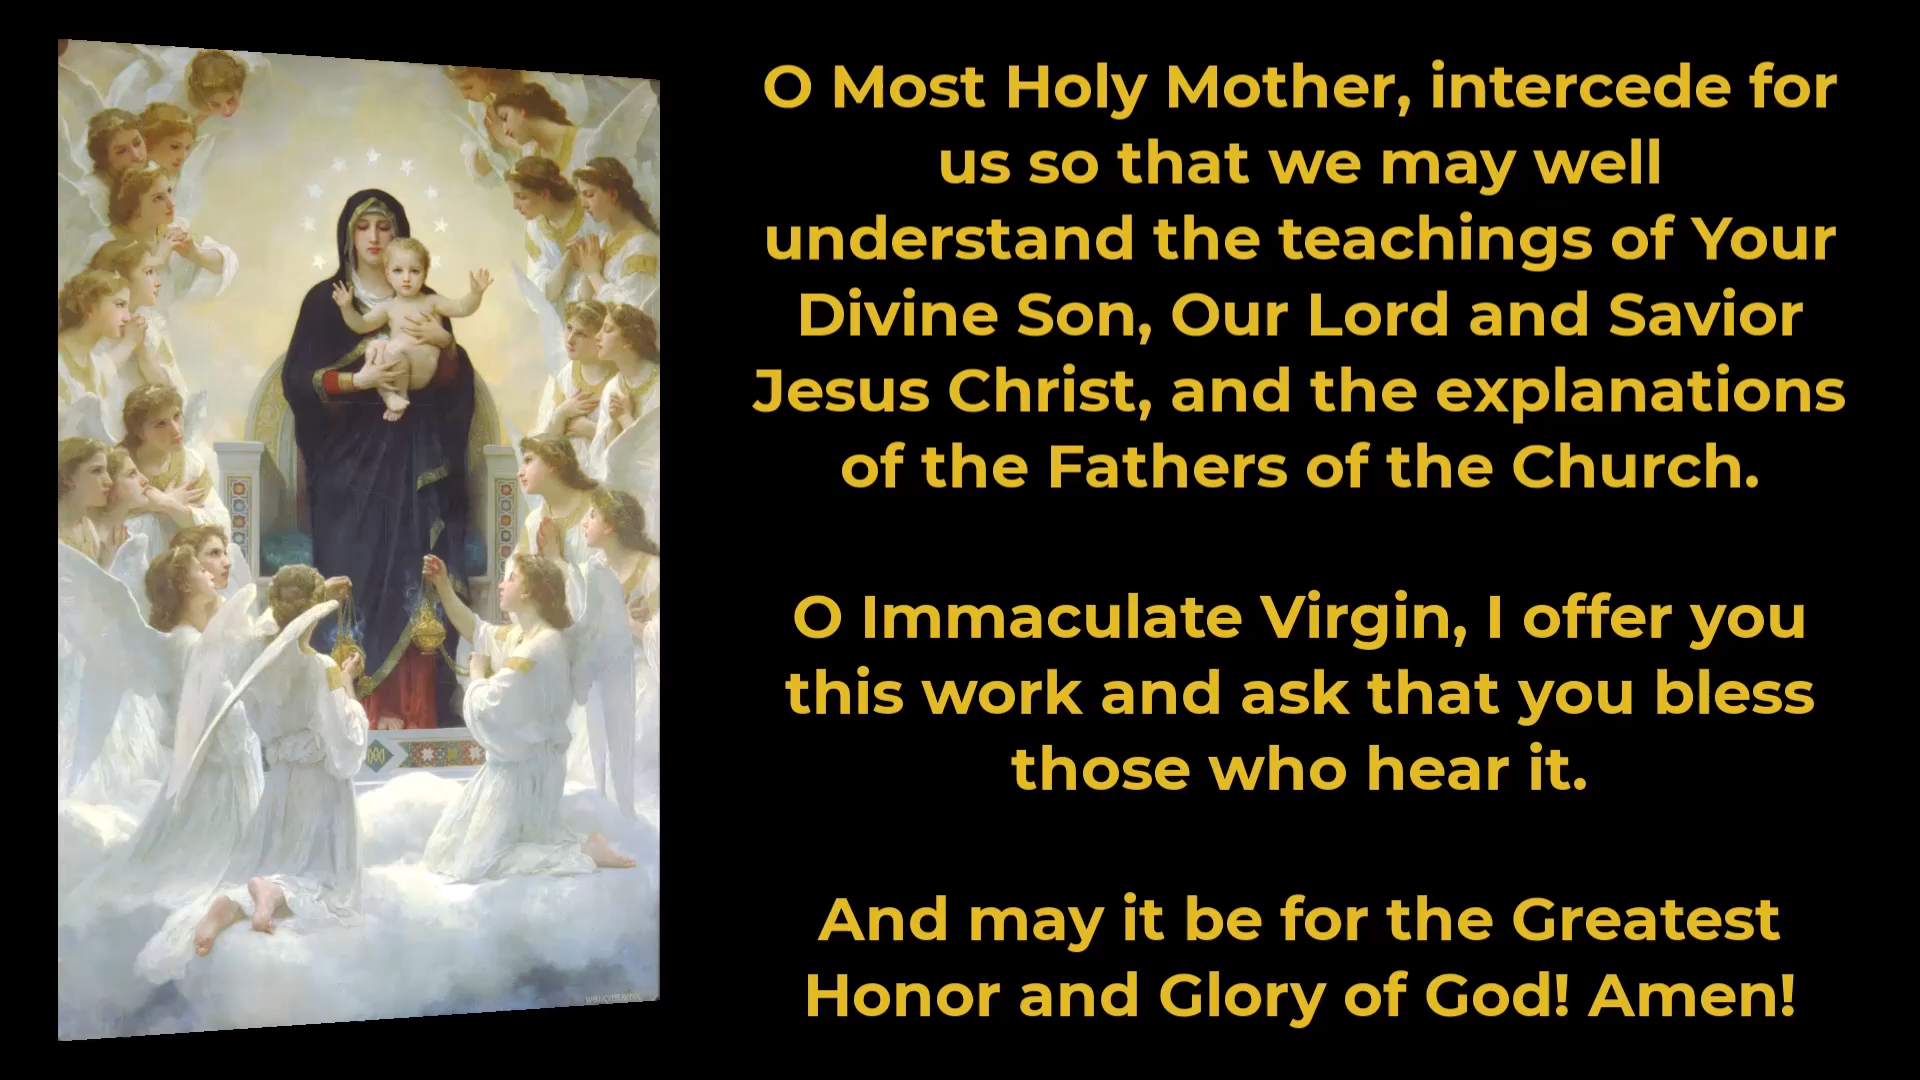 O Most Holy Mother, intercede for
us so that we may well
understand the teachings of Your
Divine Son, Our Lord and Savior
Jesus Christ, and the explanations
of the Fathers of the Church.
O Immaculate Virgin, I offer you
this work and ask that you bless
those who hear it.
And may it be for the Greatest
Honor and Glory of God! Amen!